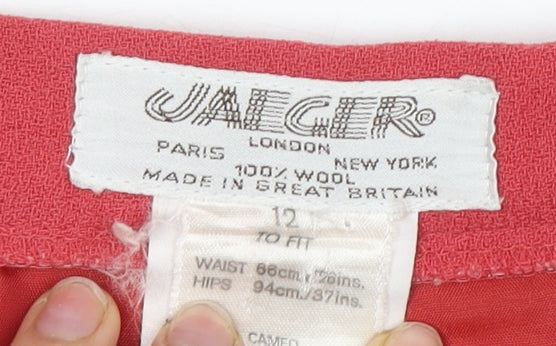 JAEGER®
LONDON
PARIS NEW YORK
100% WOOL
MADE IN GREAT BRITAIN
12
TO FIT
WAIST 66cm./26ins.
HIPS 94cm./37ins.
CAMEO